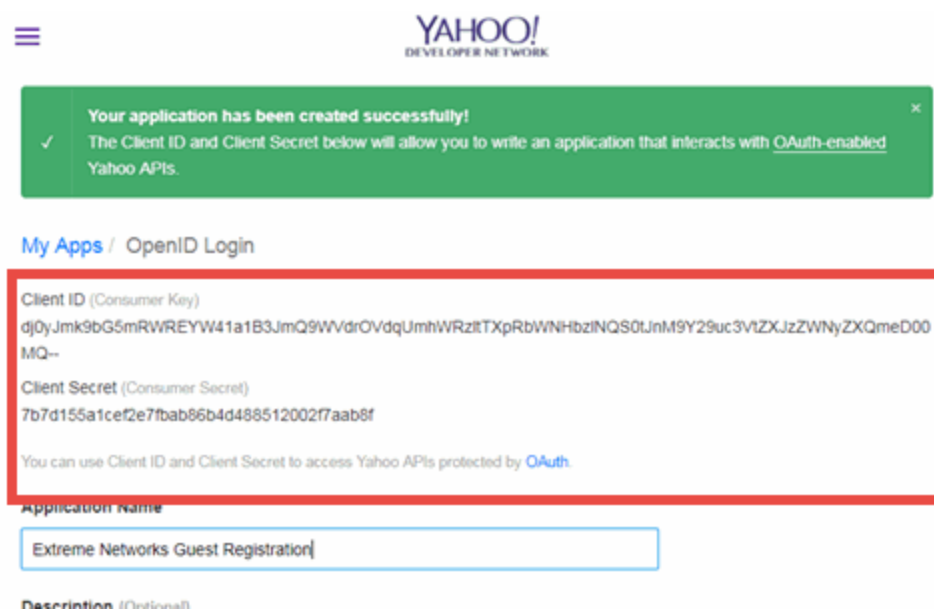 YAHOO!
DEVELOPER NETWORK
Your application has been created successfully!
The Client ID and Client Secret below will allow you to write an application that interacts with OAuth-enabled
Yahoo APIs.
My Apps / OpenID Login
Client ID (Consumer Key)
dj0yJmk9bG5mRWREYW41a1B3JmQ9WVdrOVdqUmhWRzItTXpRbWNHbzlNQS0tJnM9Y29uc3VtZXJzZWNyZXQmeD00
MQ--
Client Secret (Consumer Secret)
7b7d155a1cef2e7fbab86b4d488512002f7aab8f
You can use Client ID and Client Secret to access Yahoo APIs protected by OAuth.
Application Name
Extreme Networks Guest Registration
Description (Optional)